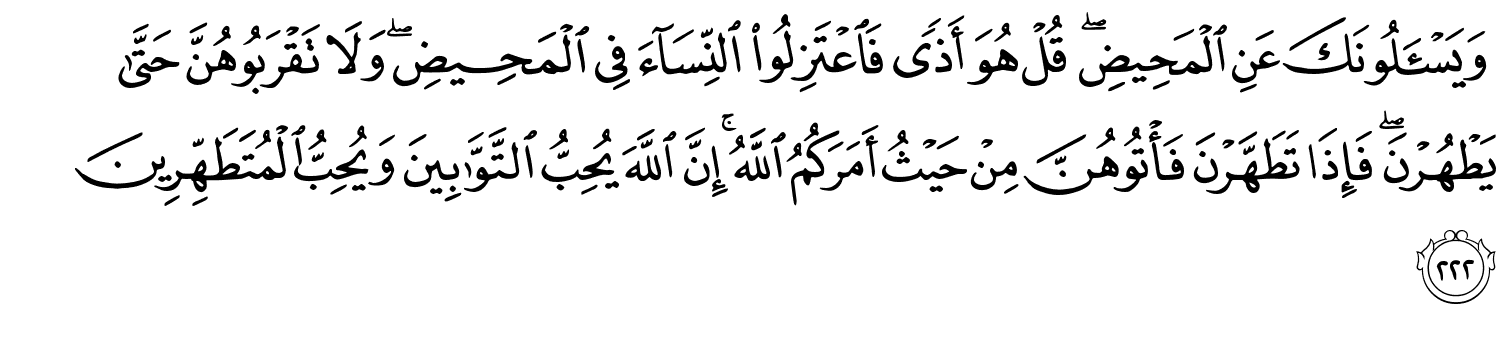 وَيَسْـَٔلُونَكَ عَنِ ٱلْمَحِيضِ ۖ قُلْ هُوَ أَذًى فَٱعْتَزِلُوا۟ ٱلنِّسَآءَ فِى ٱلْمَحِيضِ ۖ وَلَا تَقْرَبُوهُنَّ حَتَّىٰ
يَطْهُرْنَ ۖ فَإِذَا تَطَهَّرْنَ فَأْتُوهُنَّ مِنْ حَيْثُ أَمَرَكُمُ ٱللَّهُ ۚ إِنَّ ٱللَّهَ يُحِبُّ ٱلتَّوَّٰبِينَ وَيُحِبُّ ٱلْمُتَطَهِّرِينَ
٢٢٢